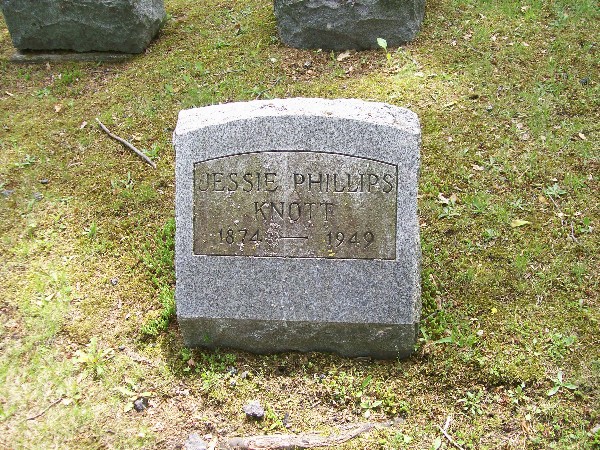 JESSIE PHILLIPS
KNOTT
1874 — 1949